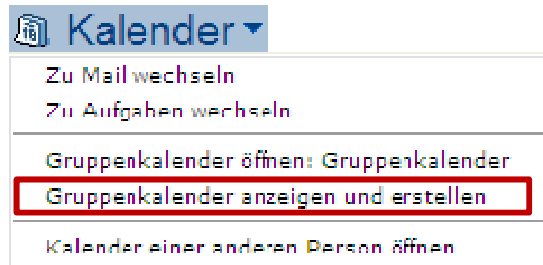 16 Kalender
Zu Mail wechseln
Zu Aufgaben wechseln
Gruppenkalender öffnen: Gruppenkalender
Gruppenkalender anzeigen und erstellen
Kalender einer anderen Person öffnen